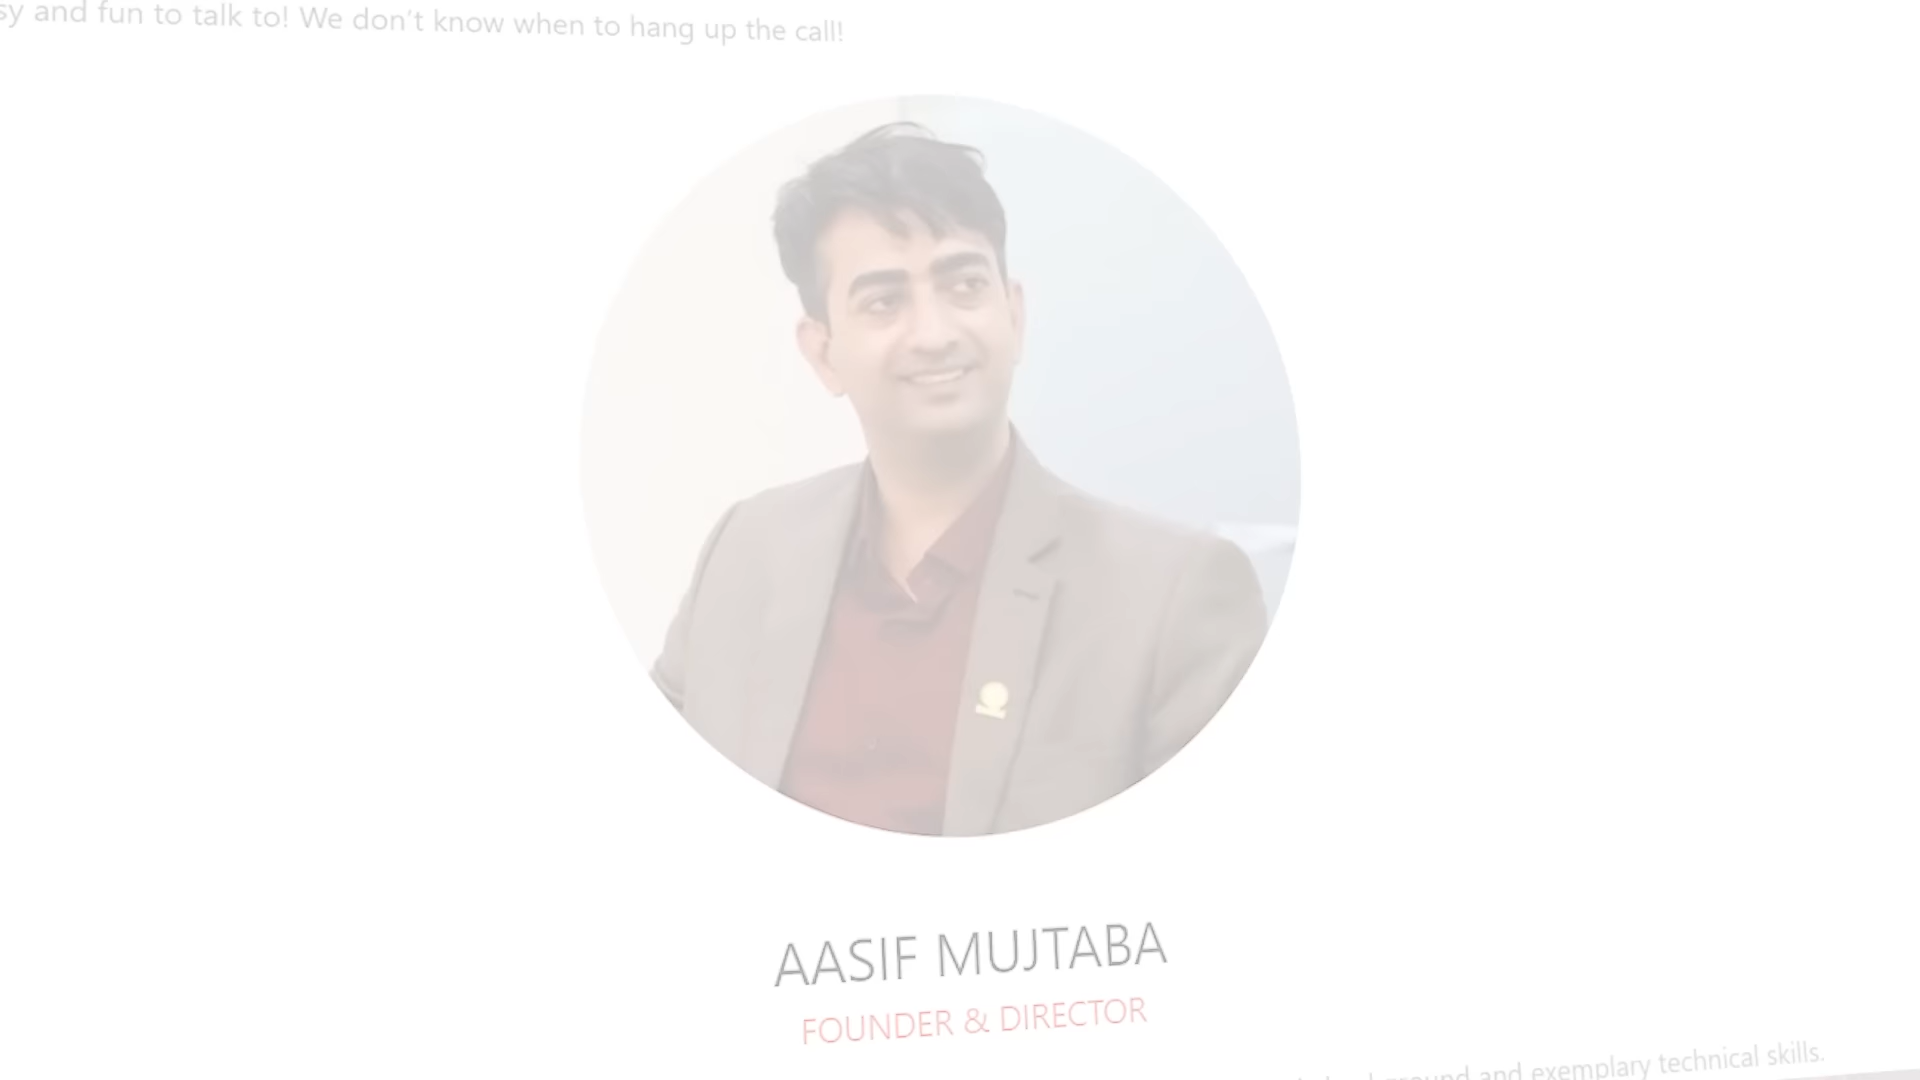 and fun to talk to! We don't know when to hang up the call!
AASIF MUJTABA
FOUNDER & DIRECTOR
and exemplary technical skills.